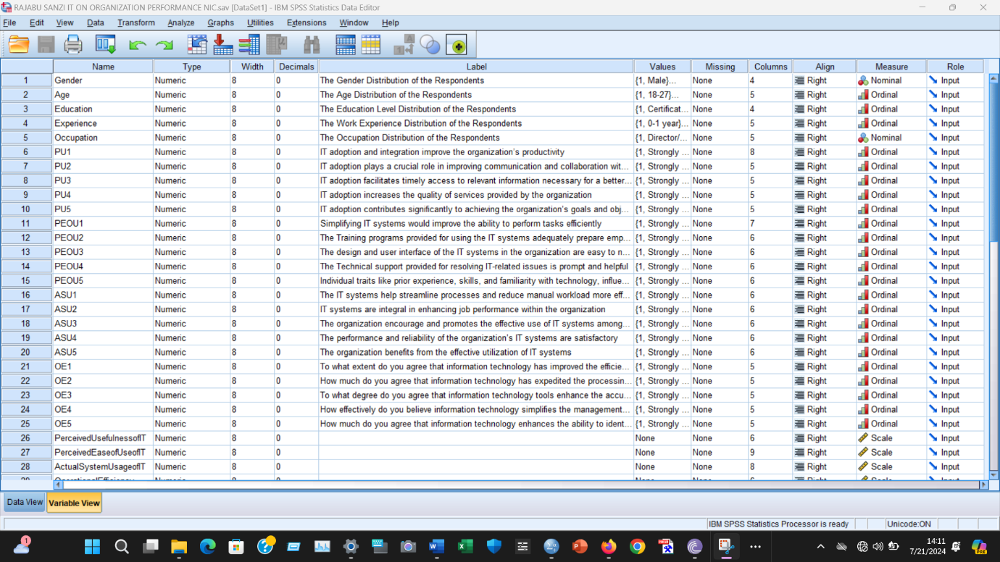 RAJABU SANZI IT ON ORGANIZATION PERFORMANCE NIC.sav [DataSet1] - IBM SPSS Statistics Data Editor
File Edit View Data Transform Analyze Graphs Utilities Extensions Window Help
Name Type Width Decimals Label Values Missing Columns Align Measure Role
1 Gender Numeric 8 0 The Gender Distribution of the Respondents {1, Male}... None 4 Right Nominal Input
2 Age Numeric 8 0 The Age Distribution of the Respondents {1, 18-27}... None 5 Right Ordinal Input
3 Education Numeric 8 0 The Education Level Distribution of the Respondents {1, Certificat... None 4 Right Ordinal Input
4 Experience Numeric 8 0 The Work Experience Distribution of the Respondents {1, 0-1 year}... None 5 Right Ordinal Input
5 Occupation Numeric 8 0 The Occupation Distribution of the Respondents {1, Director/... None 5 Right Nominal Input
6 PU1 Numeric 8 0 IT adoption and integration improve the organization's productivity {1, Strongly ... None 8 Right Ordinal Input
7 PU2 Numeric 8 0 IT adoption plays a crucial role in improving communication and collaboration wit... {1, Strongly ... None 5 Right Ordinal Input
8 PU3 Numeric 8 0 IT adoption facilitates timely access to relevant information necessary for a better... {1, Strongly ... None 5 Right Ordinal Input
9 PU4 Numeric 8 0 IT adoption increases the quality of services provided by the organization {1, Strongly ... None 5 Right Ordinal Input
10 PU5 Numeric 8 0 IT adoption contributes significantly to achieving the organization's goals and obj... {1, Strongly ... None 5 Right Ordinal Input
11 PEOU1 Numeric 8 0 Simplifying IT systems would improve the ability to perform tasks efficiently {1, Strongly ... None 7 Right Ordinal Input
12 PEOU2 Numeric 8 0 The Training programs provided for using the IT systems adequately prepare emp... {1, Strongly ... None 6 Right Ordinal Input
13 PEOU3 Numeric 8 0 The design and user interface of the IT systems in the organization are easy to n... {1, Strongly ... None 6 Right Ordinal Input
14 PEOU4 Numeric 8 0 The Technical support provided for resolving IT-related issues is prompt and helpful {1, Strongly ... None 6 Right Ordinal Input
15 PEOU5 Numeric 8 0 Individual traits like prior experience, skills, and familiarity with technology, influe... {1, Strongly ... None 6 Right Ordinal Input
16 ASU1 Numeric 8 0 The IT systems help streamline processes and reduce manual workload more eff... {1, Strongly ... None 6 Right Ordinal Input
17 ASU2 Numeric 8 0 IT systems are integral in enhancing job performance within the organization {1, Strongly ... None 6 Right Ordinal Input
18 ASU3 Numeric 8 0 The organization encourage and promotes the effective use of IT systems among... {1, Strongly ... None 6 Right Ordinal Input
19 ASU4 Numeric 8 0 The performance and reliability of the organization's IT systems are satisfactory {1, Strongly ... None 6 Right Ordinal Input
20 ASU5 Numeric 8 0 The organization benefits from the effective utilization of IT systems {1, Strongly ... None 6 Right Ordinal Input
21 OE1 Numeric 8 0 To what extent do you agree that information technology has improved the efficie... {1, Strongly ... None 5 Right Ordinal Input
22 OE2 Numeric 8 0 How much do you agree that information technology has expedited the processin... {1, Strongly ... None 5 Right Ordinal Input
23 OE3 Numeric 8 0 To what degree do you agree that information technology tools enhance the accu... {1, Strongly ... None 5 Right Ordinal Input
24 OE4 Numeric 8 0 How effectively do you believe information technology simplifies the management... {1, Strongly ... None 5 Right Ordinal Input
25 OE5 Numeric 8 0 How much do you agree that information technology enhances the ability to ident... {1, Strongly ... None 5 Right Ordinal Input
26 PerceivedUsefulnessofIT Numeric 8 0 None None 6 Right Scale Input
27 PerceivedEaseofUseofIT Numeric 8 0 None None 9 Right Scale Input
28 ActualSystemUsageofIT Numeric 8 0 None None 8 Right Scale Input
Data View Variable View
IBM SPSS Statistics Processor is ready Unicode:ON
14:11
7/21/2024